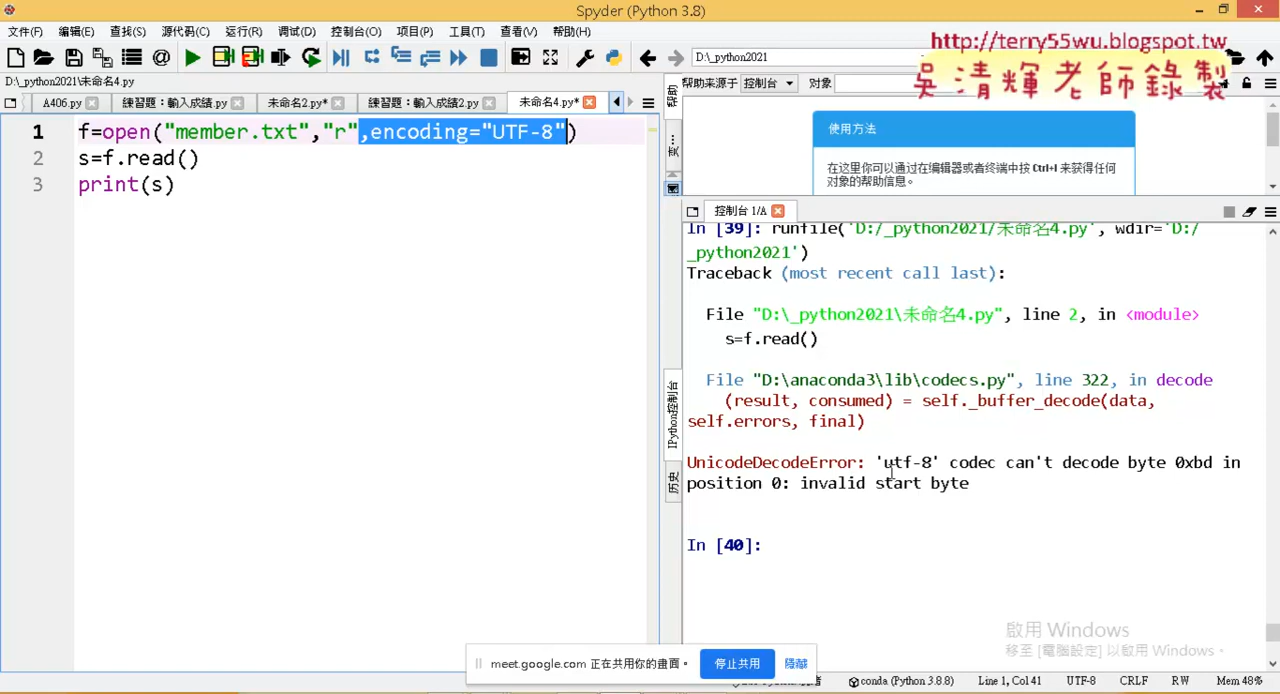 Spyder (Python 3.8)
文件(F) 编辑(E) 查找(S) 源代码(C) 运行(R) 调试(D) 控制台(O) 项目(P) 工具(T) 查看(V) 帮助(H)
D:\_python2021
http://terry55wu.blogspot.tw
吳清輝老師錄製
D:\_python2021\未命名4.py
帮助来源于 控制台 对象
A406.py 練習題:輸入成績.py 未命名2.py* 練習題:輸入成績2.py 未命名4.py*
1 f=open("member.txt","r",encoding="UTF-8")
2 s=f.read()
3 print(s)
使用方法
在这里你可以通过在编辑器或者终端中按 Ctrl+I 来获得任何
对象的帮助信息。
控制台 1/A
In [39]: runfile('D:/_python2021/未命名4.py', wdir='D:/
_python2021')
Traceback (most recent call last):
File "D:\_python2021\未命名4.py", line 2, in <module>
s=f.read()
File "D:\anaconda3\lib\codecs.py", line 322, in decode
(result, consumed) = self._buffer_decode(data,
self.errors, final)
UnicodeDecodeError: 'utf-8' codec can't decode byte 0xbd in
position 0: invalid start byte
In [40]:
IPython控制台
历史
啟用 Windows
移至 [電腦設定] 以啟用 Windows。
meet.google.com 正在共用你的畫面。 停止共用 隱藏
conda (Python 3.8.8) Line 1, Col 41 UTF-8 CRLF RW Mem 48%